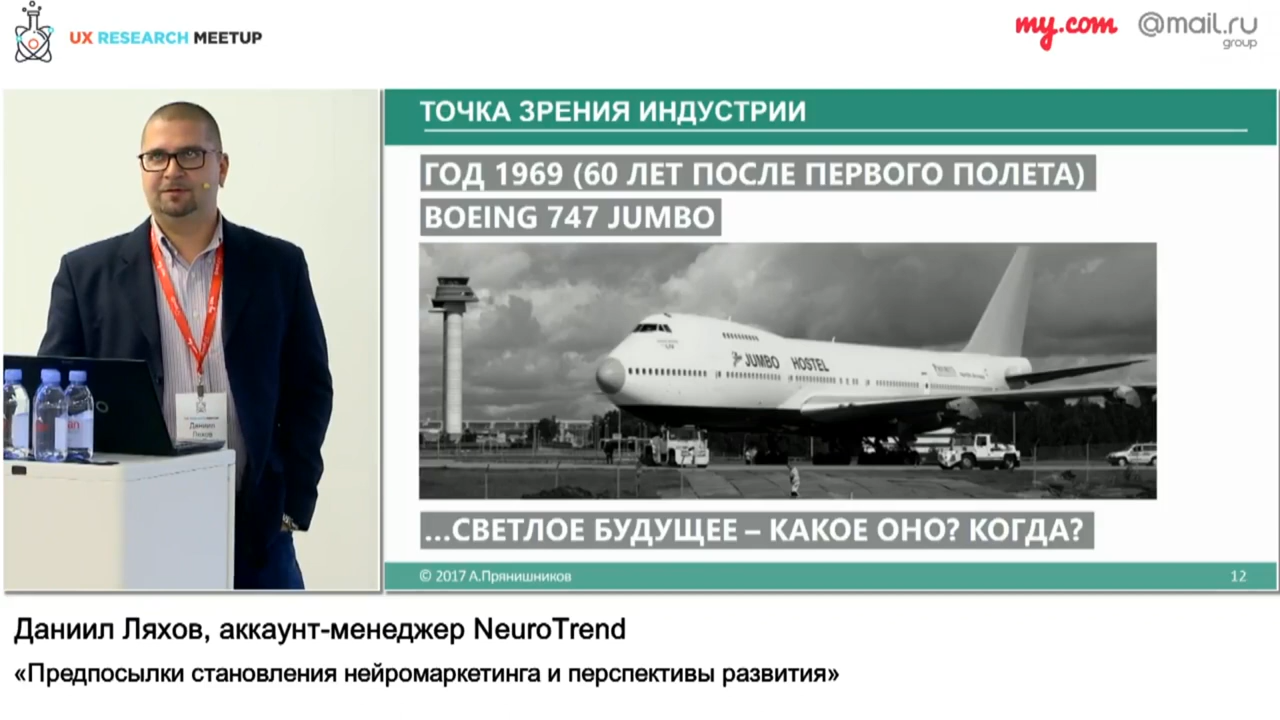 UX RESEARCH MEETUP
my.com
@mail.ru
group
ТОЧКА ЗРЕНИЯ ИНДУСТРИИ
ГОД 1969 (60 ЛЕТ ПОСЛЕ ПЕРВОГО ПОЛЕТА)
BOEING 747 JUMBO
JUMBO HOSTEL
...СВЕТЛОЕ БУДУЩЕЕ – КАКОЕ ОНО? КОГДА?
© 2017 А.Прянишников
12
Даниил
Даниил Ляхов, аккаунт-менеджер NeuroTrend
«Предпосылки становления нейромаркетинга и перспективы развития»